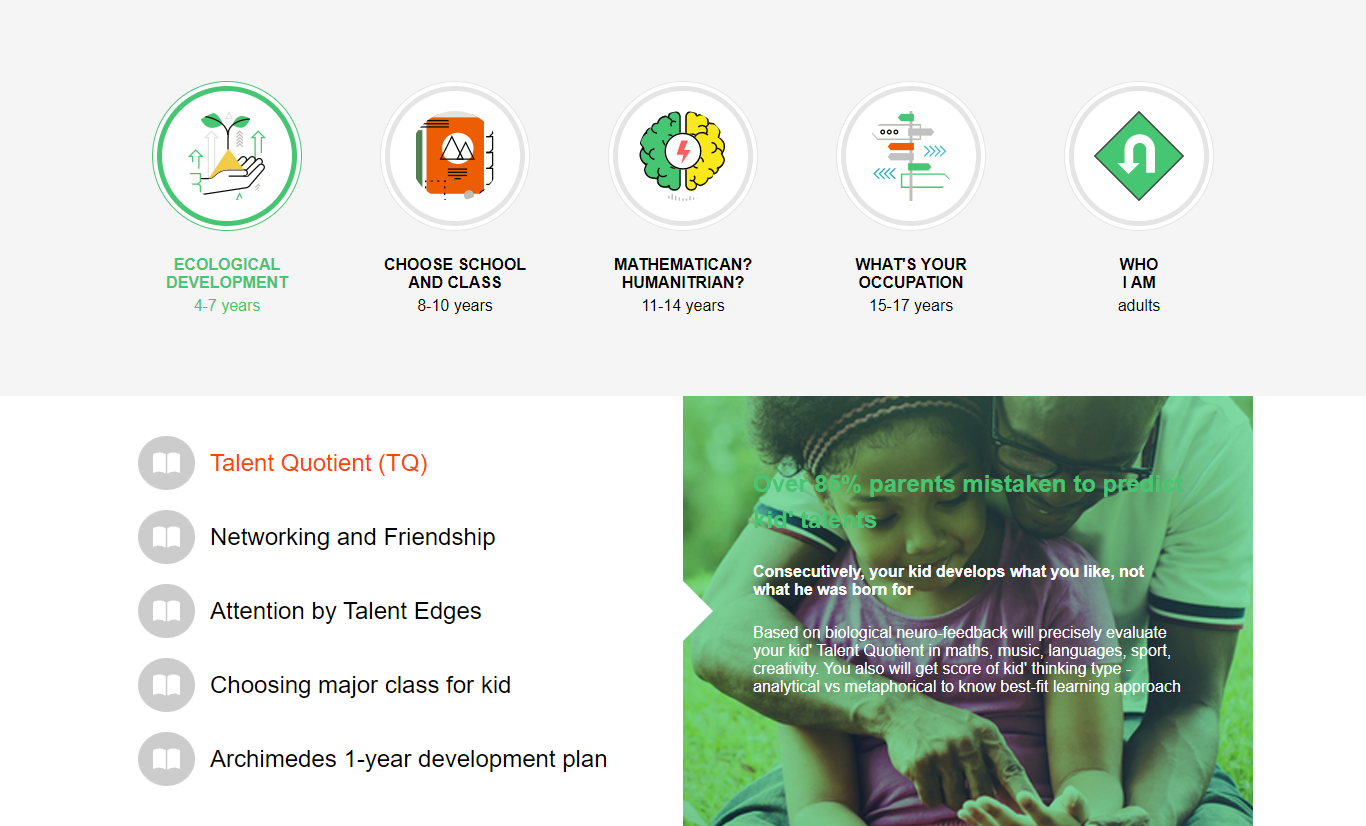 ECOLOGICAL
DEVELOPMENT
4-7 years
CHOOSE SCHOOL
AND CLASS
8-10 years
MATHEMATICAN?
HUMANITRIAN?
11-14 years
WHAT'S YOUR
OCCUPATION
15-17 years
WHO
I AM
adults
Talent Quotient (TQ)
Networking and Friendship
Attention by Talent Edges
Choosing major class for kid
Archimedes 1-year development plan
Over 85% parents mistaken to predict
kid' talents
Consecutively, your kid develops what you like, not
what he was born for
Based on biological neuro-feedback will precisely evaluate
your kid' Talent Quotient in maths, music, languages, sport,
creativity. You also will get score of kid' thinking type -
analytical vs metaphorical to know best-fit learning approach